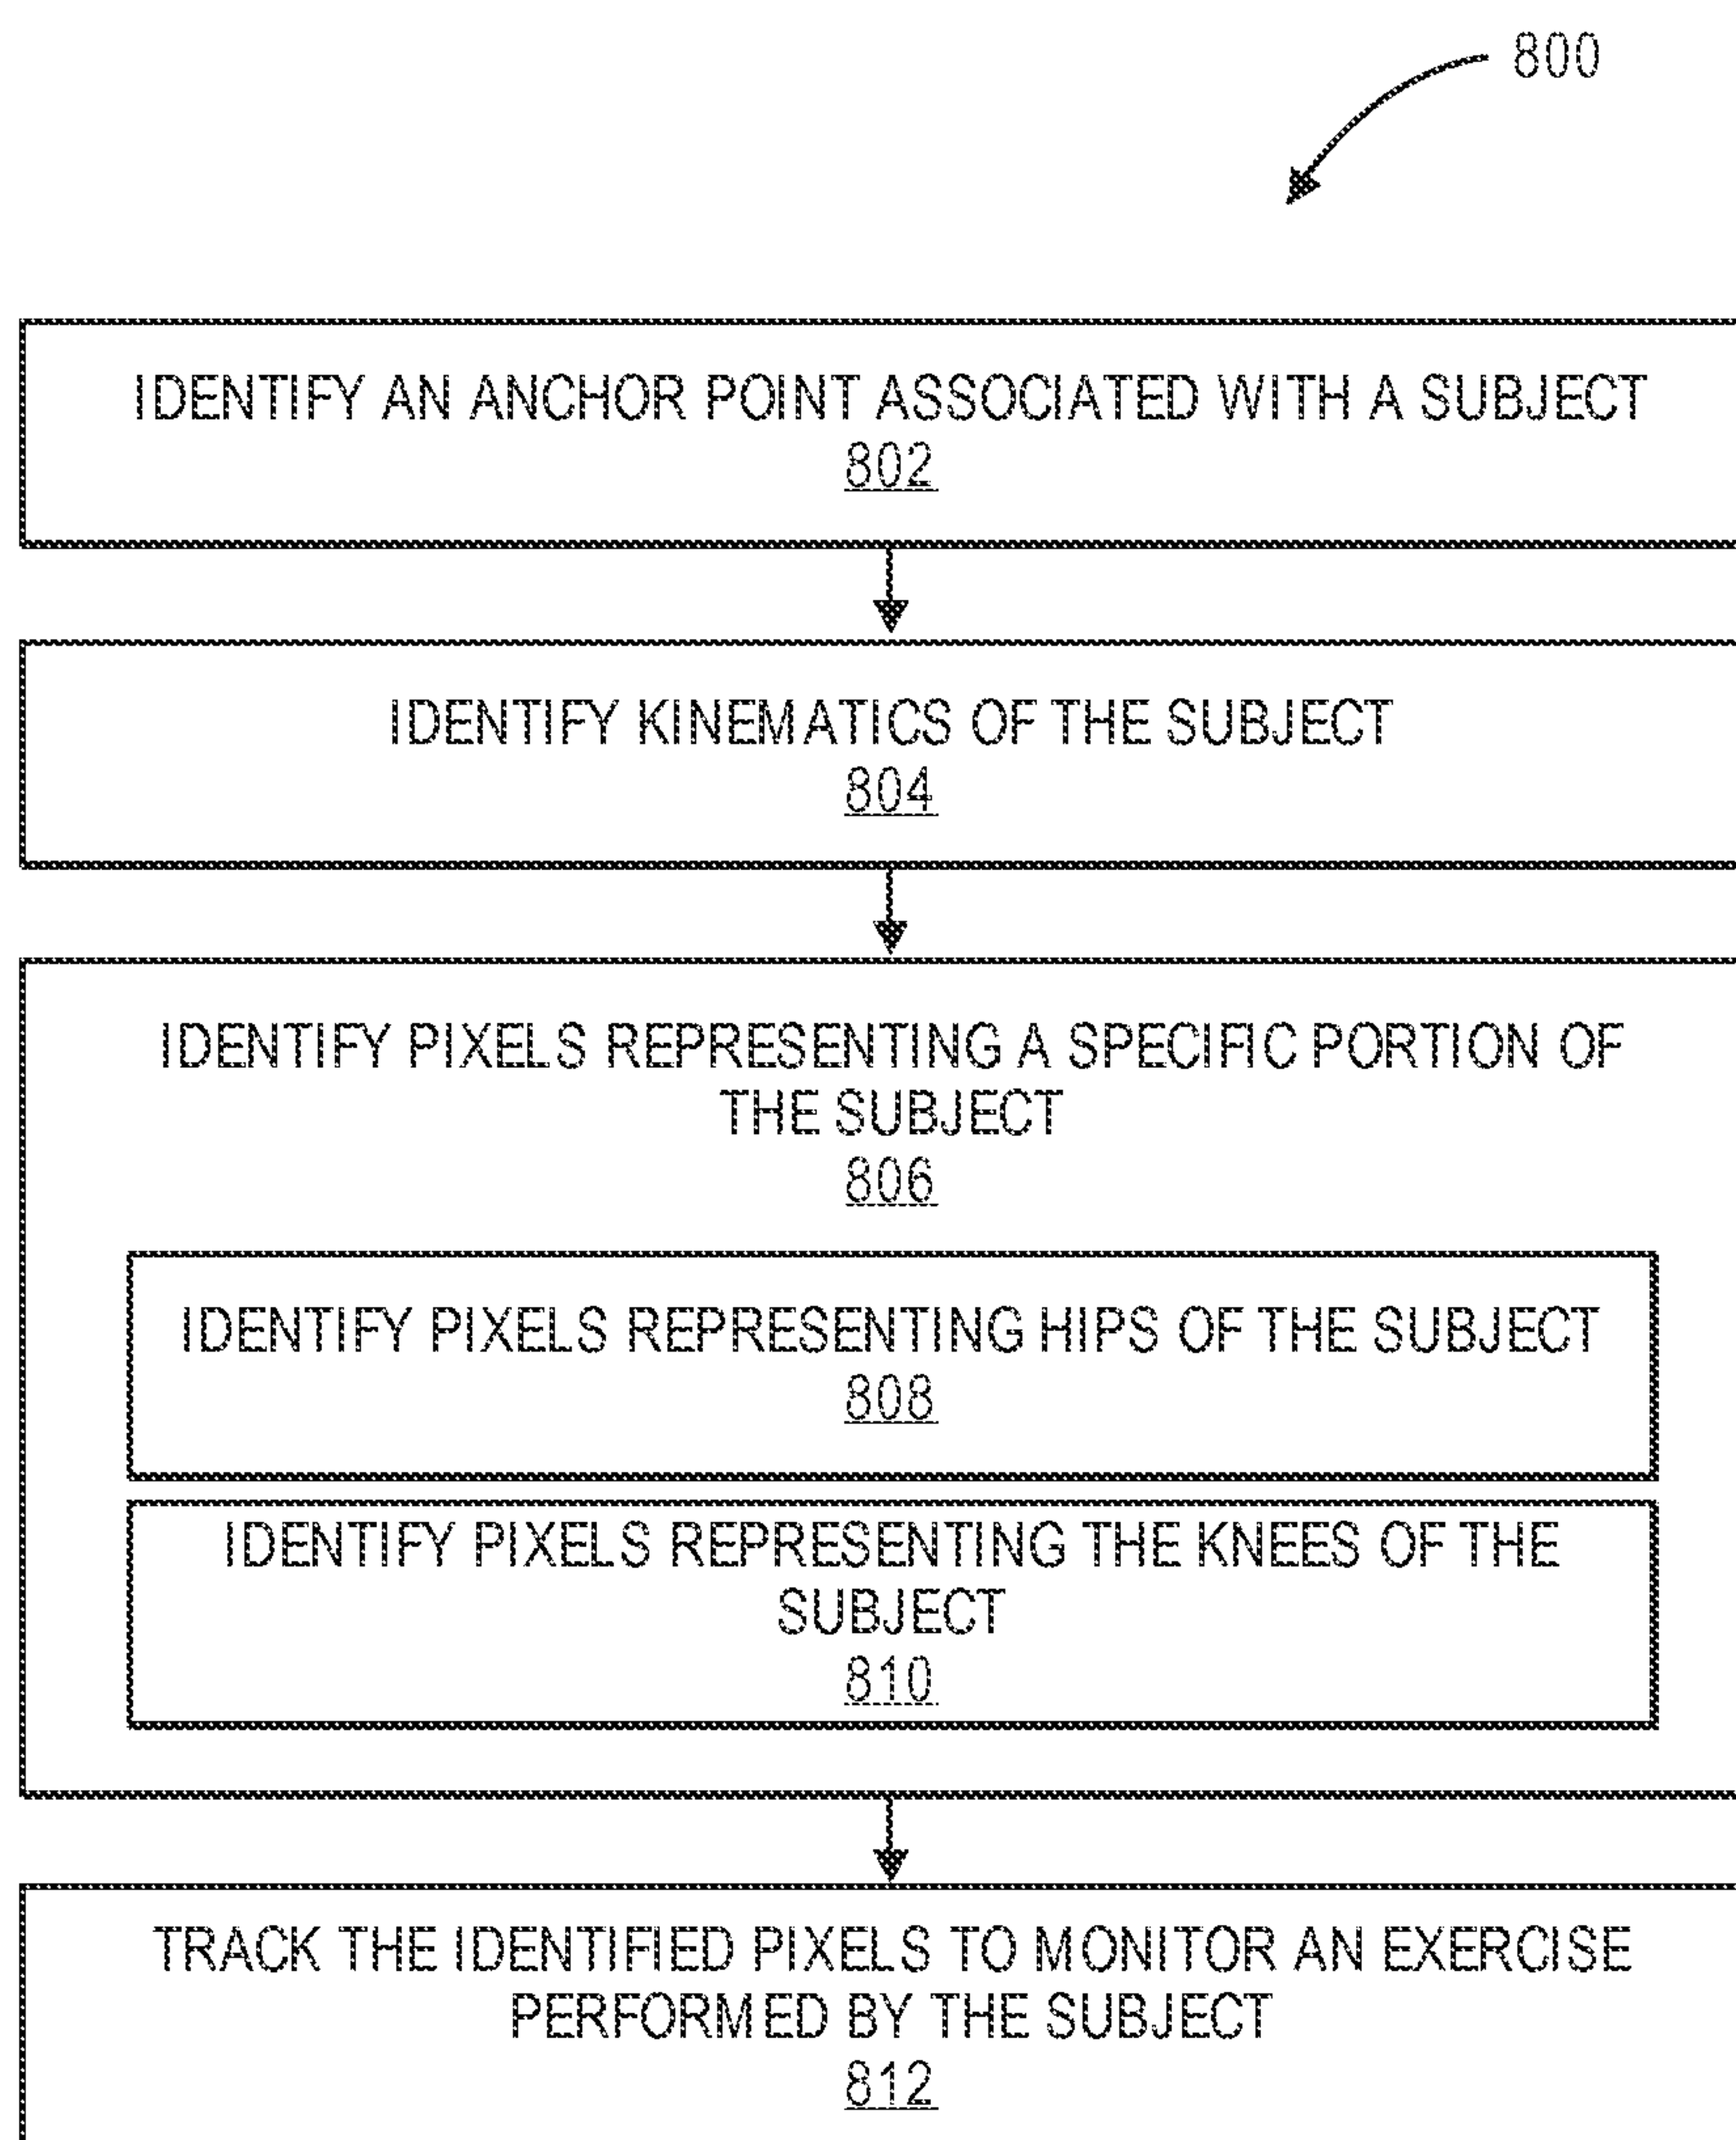 800
IDENTIFY AN ANCHOR POINT ASSOCIATED WITH A SUBJECT
802
IDENTIFY KINEMATICS OF THE SUBJECT
804
IDENTIFY PIXELS REPRESENTING A SPECIFIC PORTION OF
THE SUBJECT
806
IDENTIFY PIXELS REPRESENTING HIPS OF THE SUBJECT
808
IDENTIFY PIXELS REPRESENTING THE KNEES OF THE
SUBJECT
810
TRACK THE IDENTIFIED PIXELS TO MONITOR AN EXERCISE
PERFORMED BY THE SUBJECT
812